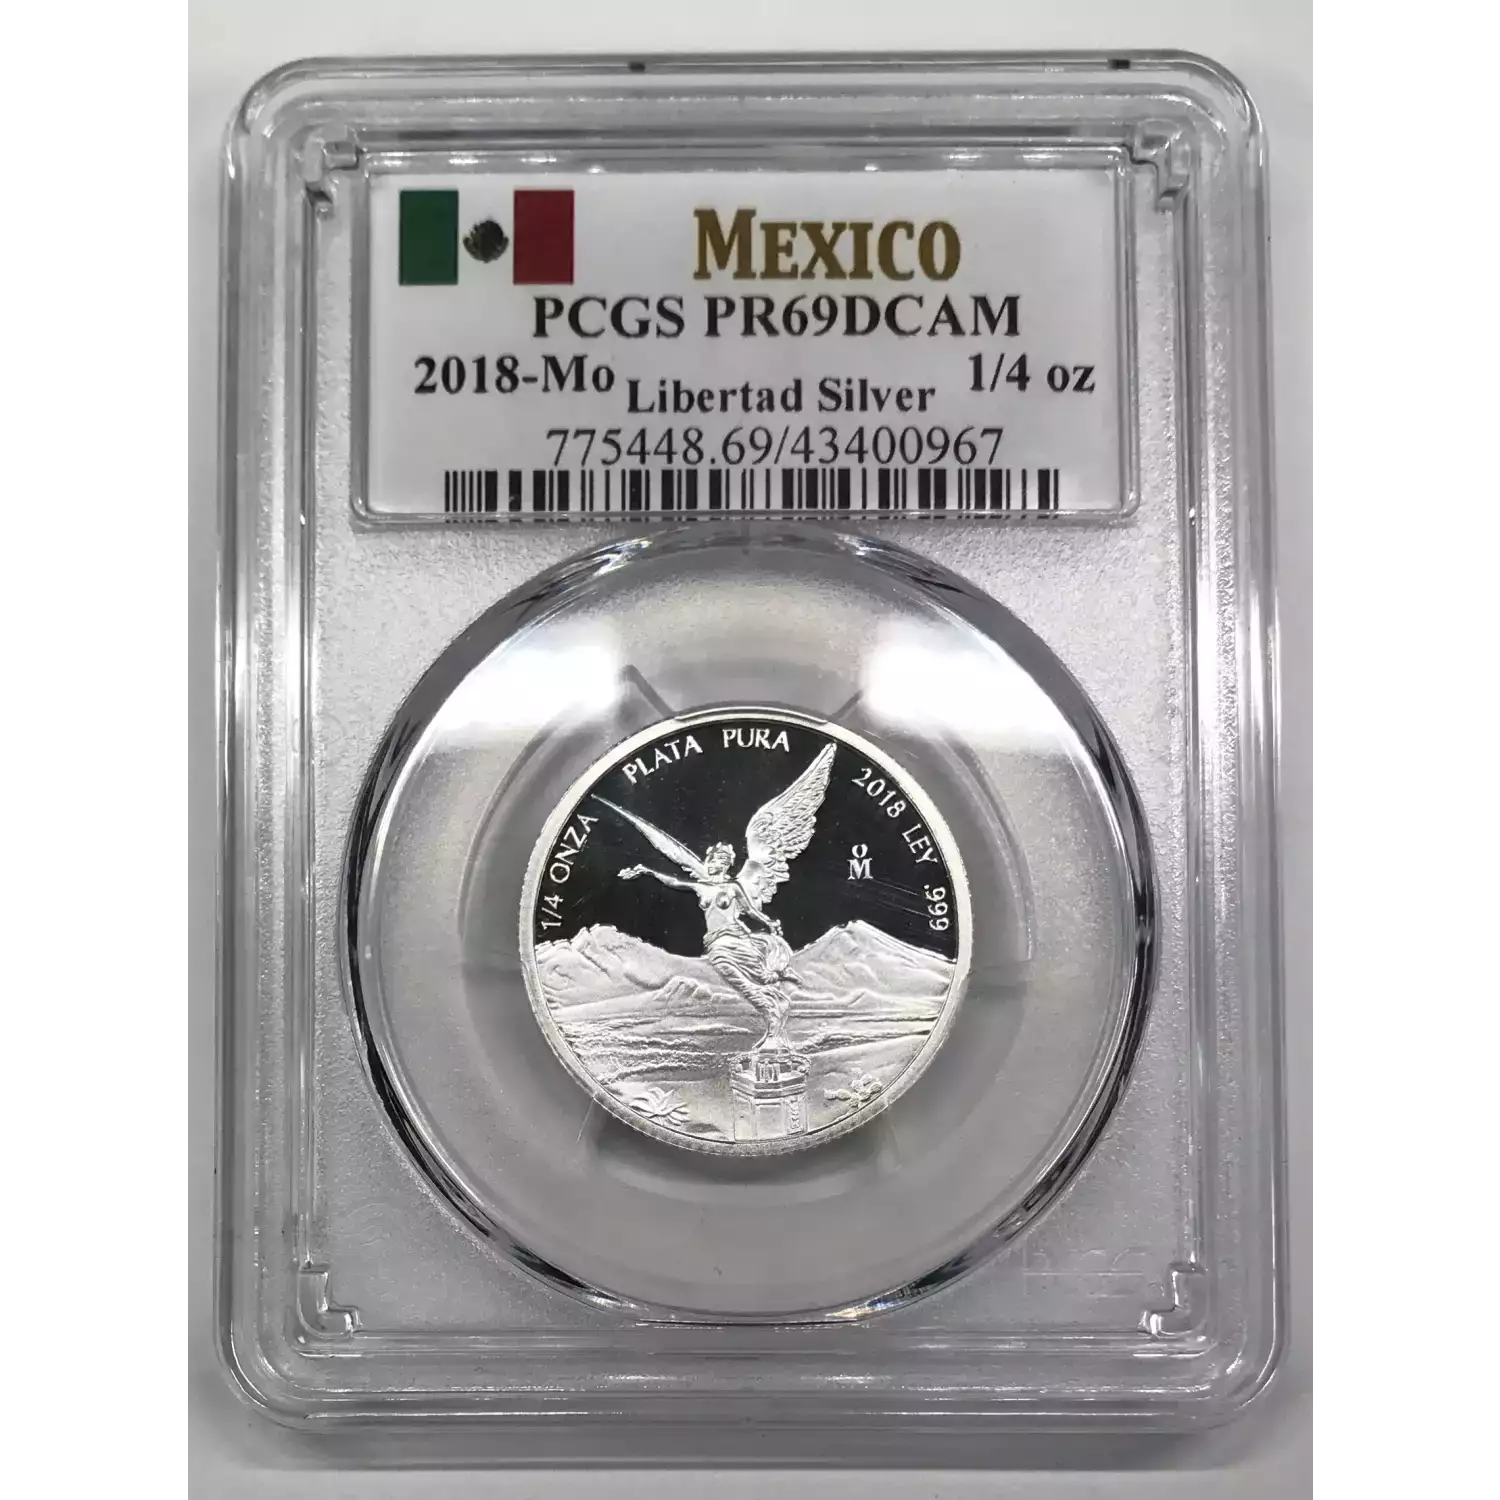 MEXICO
PCGS PR69DCAM
2018-Mo Libertad Silver 1/4 oz
775448.69/43400967
1/4 ONZA PLATA PURA 2018 LEY .999
oM